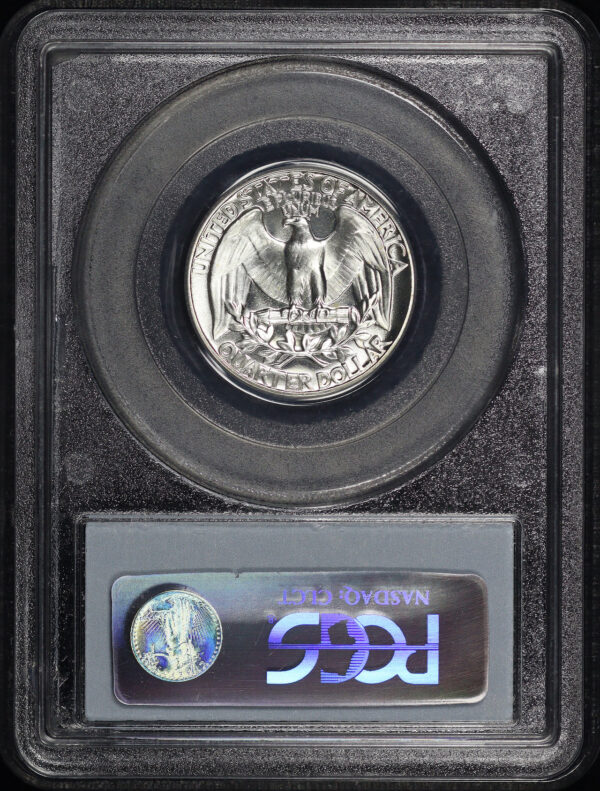 UNITED STATES OF AMERICA
E PLURIBUS
UNUM
QUARTER DOLLAR
NASDAQ: CLCT
PCGS